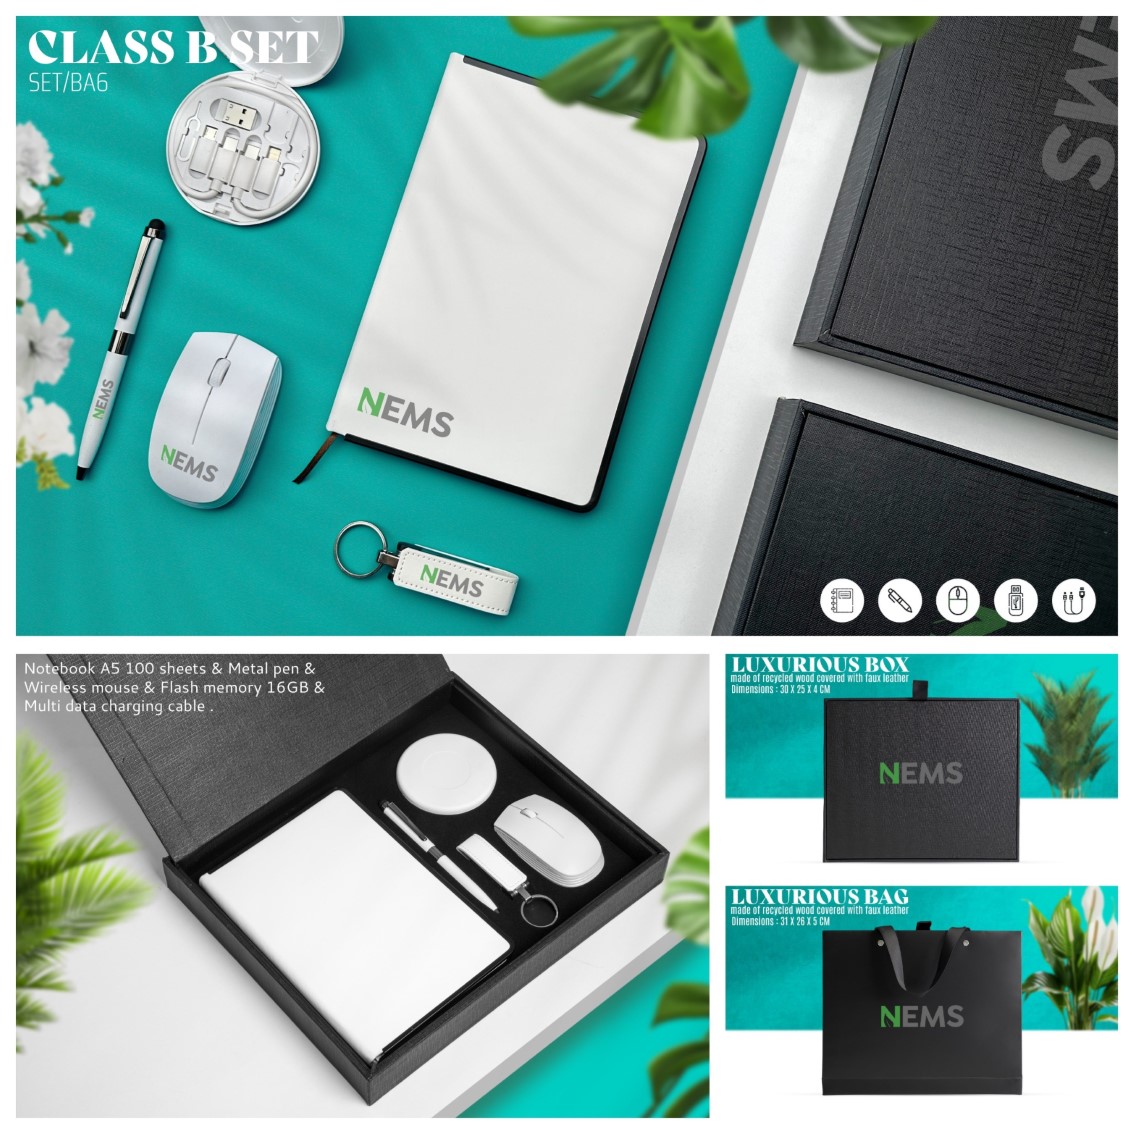 CLASS B SET
SET/BAG
EMS
NEMS
NEMS
NEMS
NEMS
Notebook A5 100 sheets & Metal pen &
Wireless mouse & Flash memory 16GB &
Multi data charging cable .
LUXURIOUS BOX
made of recycled wood covered with faux leather
Dimensions : 30 X 25 X 4 CM
NEMS
LUXURIOUS BAG
made of recycled wood covered with faux leather
Dimensions : 31 X 26 X 5 CM
NEMS